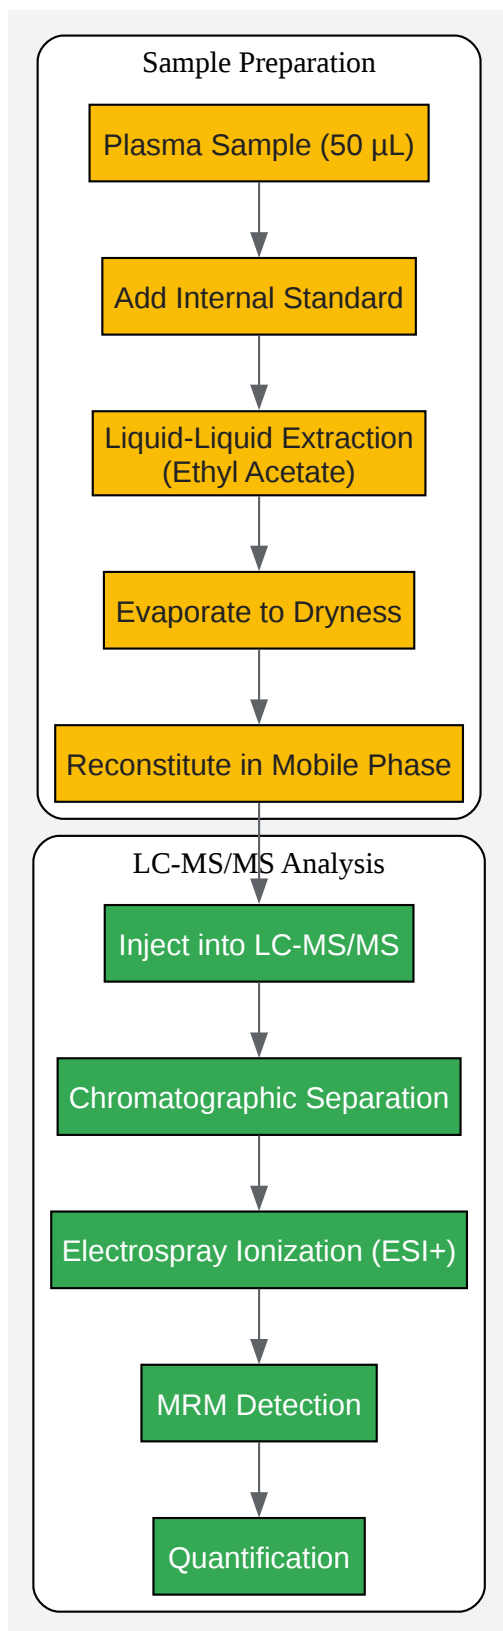 Sample Preparation
Plasma Sample (50 µL)
Add Internal Standard
Liquid-Liquid Extraction
(Ethyl Acetate)
Evaporate to Dryness
Reconstitute in Mobile Phase
LC-MS/MS Analysis
Inject into LC-MS/MS
Chromatographic Separation
Electrospray Ionization (ESI+)
MRM Detection
Quantification